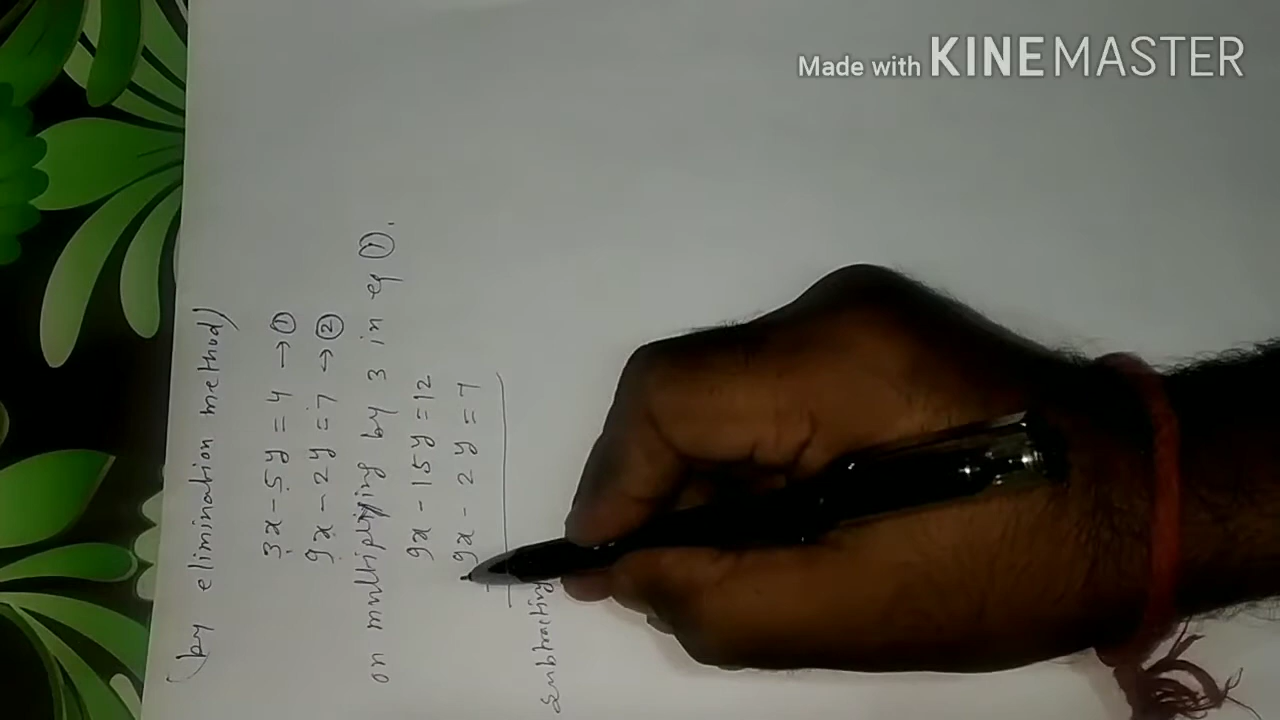 Made with KINEMASTER
(by elimination method)
3x - 5y = 4 → ①
9x - 2y = 7 → ②
on multiplying by 3 in eq ①.
9x - 15y = 12
9x - 2y = 7
Subtracting